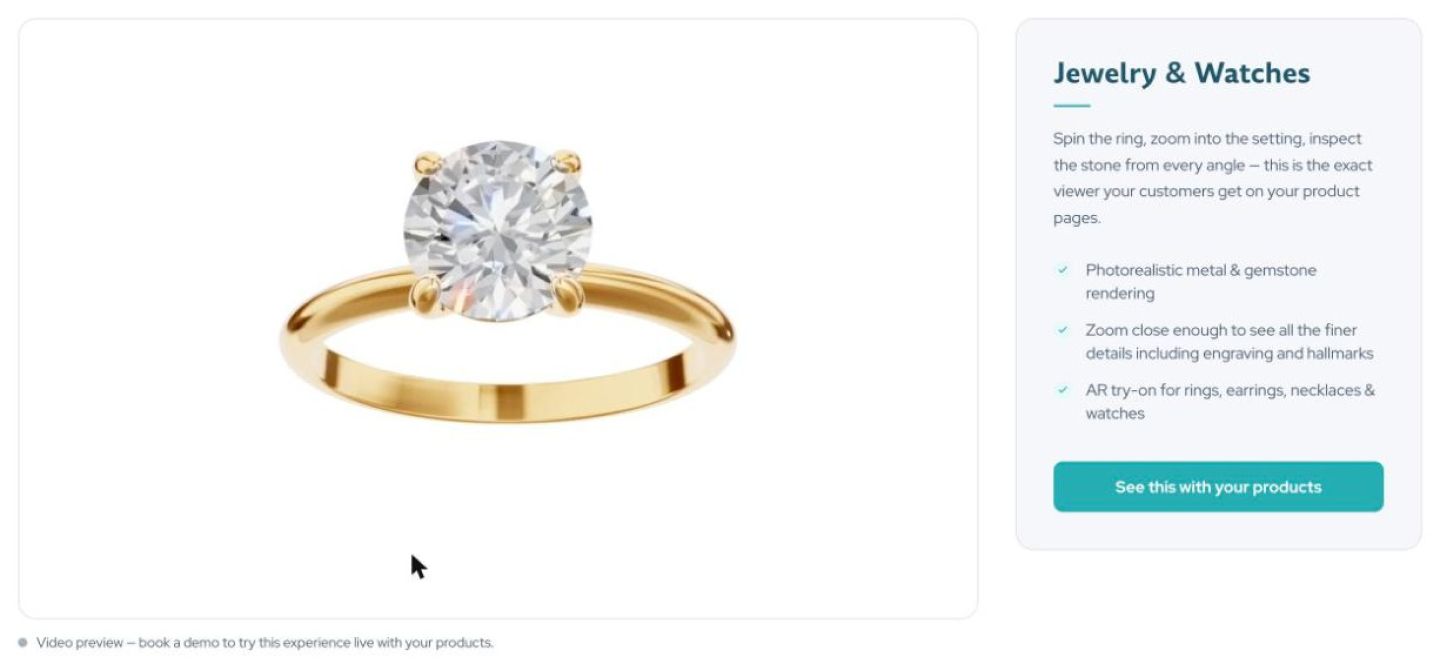 Jewelry & Watches
Spin the ring, zoom into the setting, inspect
the stone from every angle — this is the exact
viewer your customers get on your product
pages.
Photorealistic metal & gemstone
rendering
Zoom close enough to see all the finer
details including engraving and hallmarks
AR try-on for rings, earrings, necklaces &
watches
See this with your products
Video preview — book a demo to try this experience live with your products.